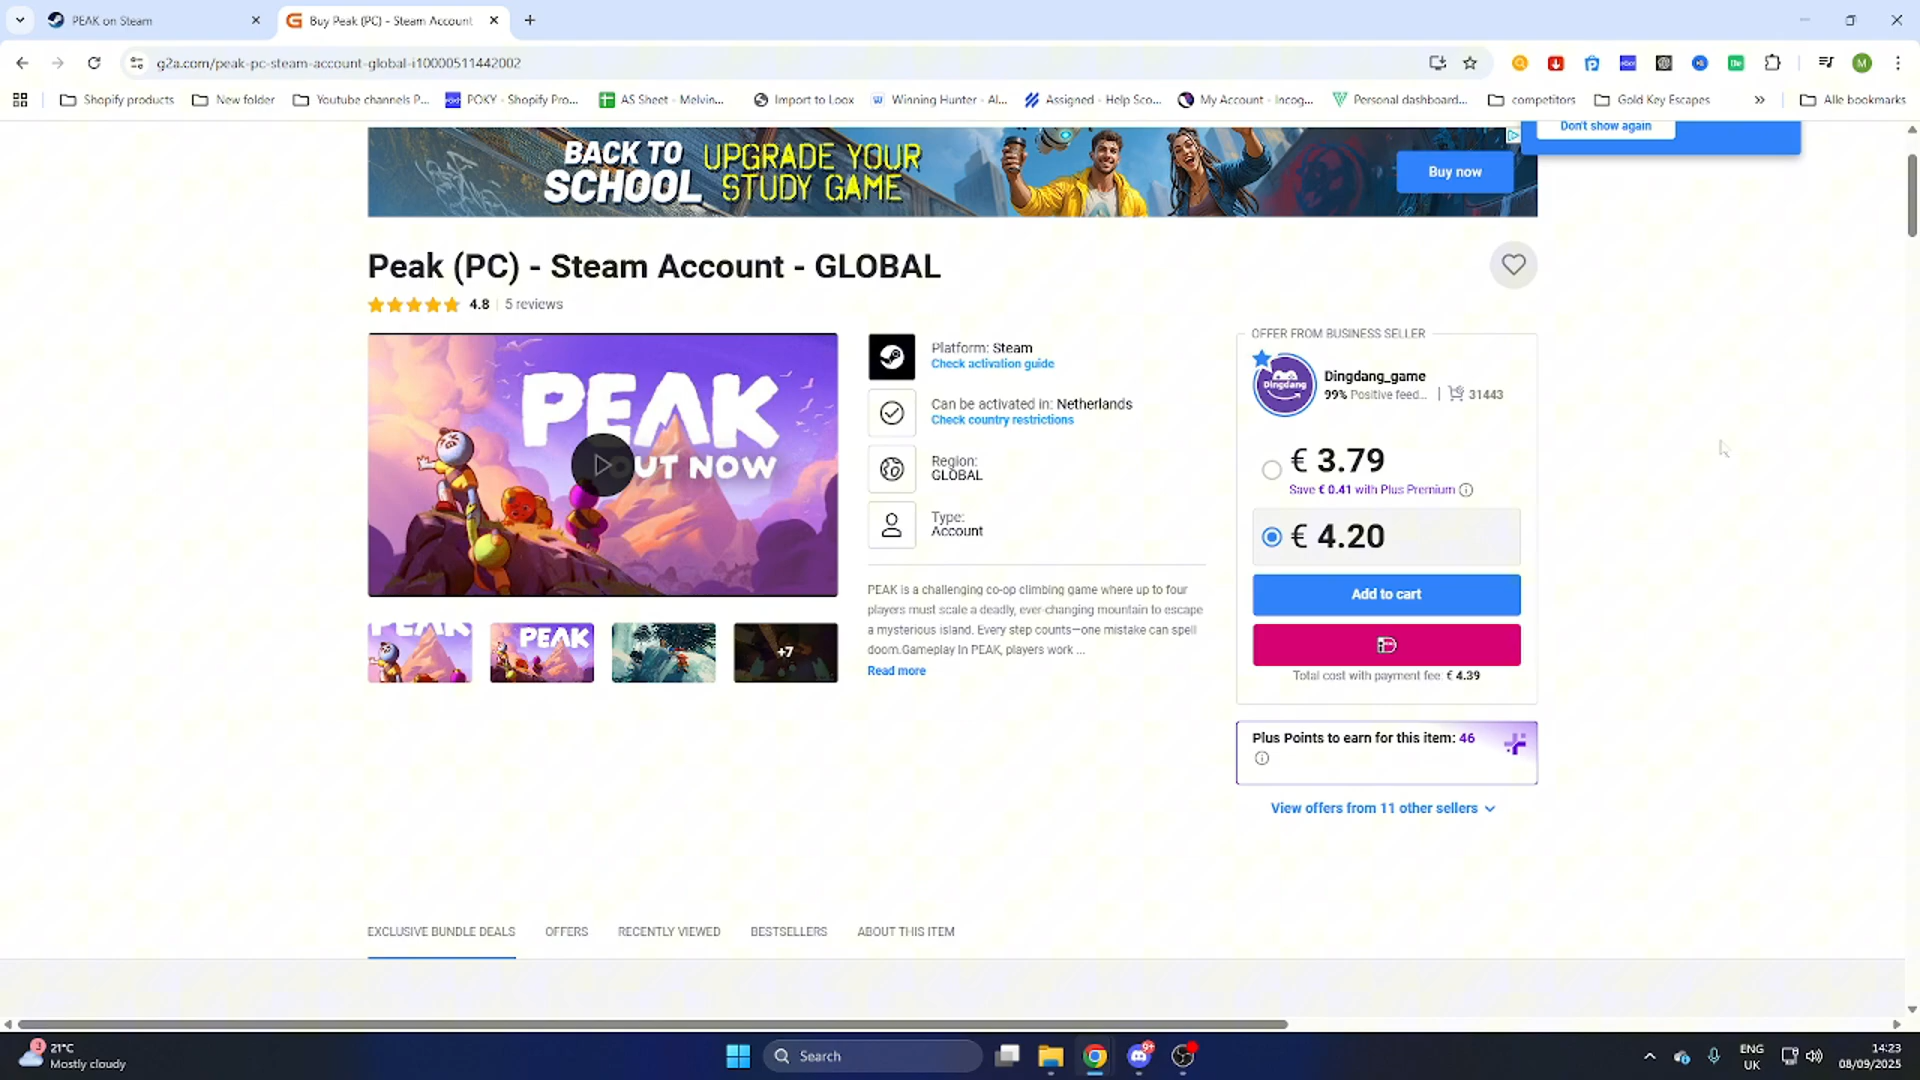 PEAK on Steam
Buy Peak (PC) - Steam Account
g2a.com/peak-pc-steam-account-global-i10000511442002
Shopify products
New folder
Youtube channels P...
POKY - Shopify Pro...
AS Sheet - Melvin...
Import to Loox
Winning Hunter - AI...
Assigned - Help Sco...
My Account - Incog...
Personal dashboard...
competitors
Gold Key Escapes
Alle bookmarks
Don't show again
BACK TO
SCHOOL
UPGRADE YOUR
STUDY GAME
Buy now
Peak (PC) - Steam Account - GLOBAL
4.8 | 5 reviews
PEAK
OUT NOW
PEAK
PEAK
+7
Platform: Steam
Check activation guide
Can be activated in: Netherlands
Check country restrictions
Region:
GLOBAL
Type:
Account
PEAK is a challenging co-op climbing game where up to four
players must scale a deadly, ever-changing mountain to escape
a mysterious island. Every step counts—one mistake can spell
doom.Gameplay In PEAK, players work ...
Read more
OFFER FROM BUSINESS SELLER
Dingdang
Dingdang_game
99% Positive feed... | 31443
€ 3.79
Save € 0.41 with Plus Premium
€ 4.20
Add to cart
Total cost with payment fee: € 4.39
Plus Points to earn for this item: 46
View offers from 11 other sellers
EXCLUSIVE BUNDLE DEALS
OFFERS
RECENTLY VIEWED
BESTSELLERS
ABOUT THIS ITEM
3
21°C
Mostly cloudy
Search
9+
ENG
UK
14:23
08/09/2025